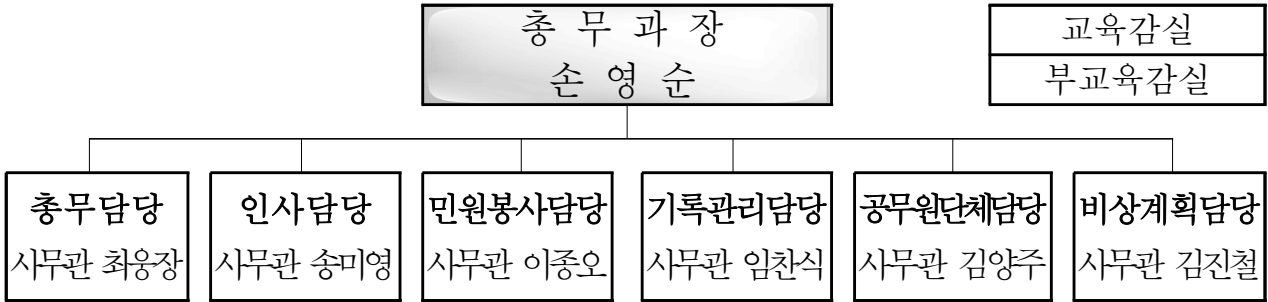 총 무 과 장
손 영 순
교육감실
부교육감실
총무담당
사무관 최웅장
인사담당
사무관 송미영
민원봉사담당
사무관 이종오
기록관리담당
사무관 임찬식
공무원단체담당
사무관 김양주
비상계획담당
사무관 김진철